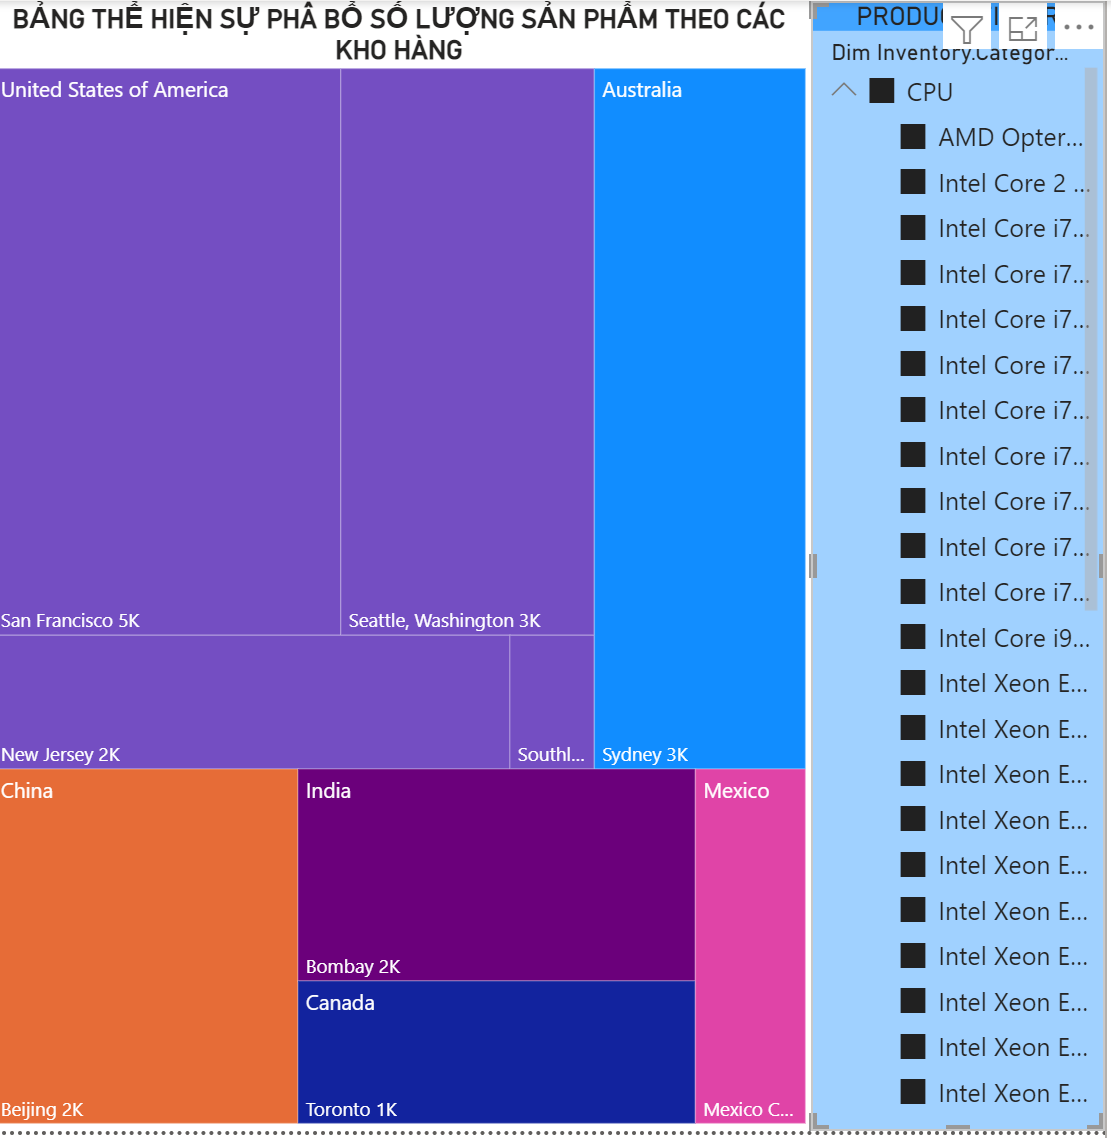 BẢNG THỂ HIỆN SỰ PHÂ BỔ SỐ LƯỢNG SẢN PHẨM THEO CÁC
KHO HÀNG
United States of America
San Francisco 5K
Seattle, Washington 3K
New Jersey 2K
Southl...
Australia
Sydney 3K
China
Beijing 2K
India
Bombay 2K
Canada
Toronto 1K
Mexico
Mexico C...
Dim Inventory.Categor...
CPU
AMD Opter...
Intel Core 2 ...
Intel Core i7...
Intel Core i7...
Intel Core i7...
Intel Core i7...
Intel Core i7...
Intel Core i7...
Intel Core i7...
Intel Core i7...
Intel Core i7...
Intel Core i9...
Intel Xeon E...
Intel Xeon E...
Intel Xeon E...
Intel Xeon E...
Intel Xeon E...
Intel Xeon E...
Intel Xeon E...
Intel Xeon E...
Intel Xeon E...
Intel Xeon E...